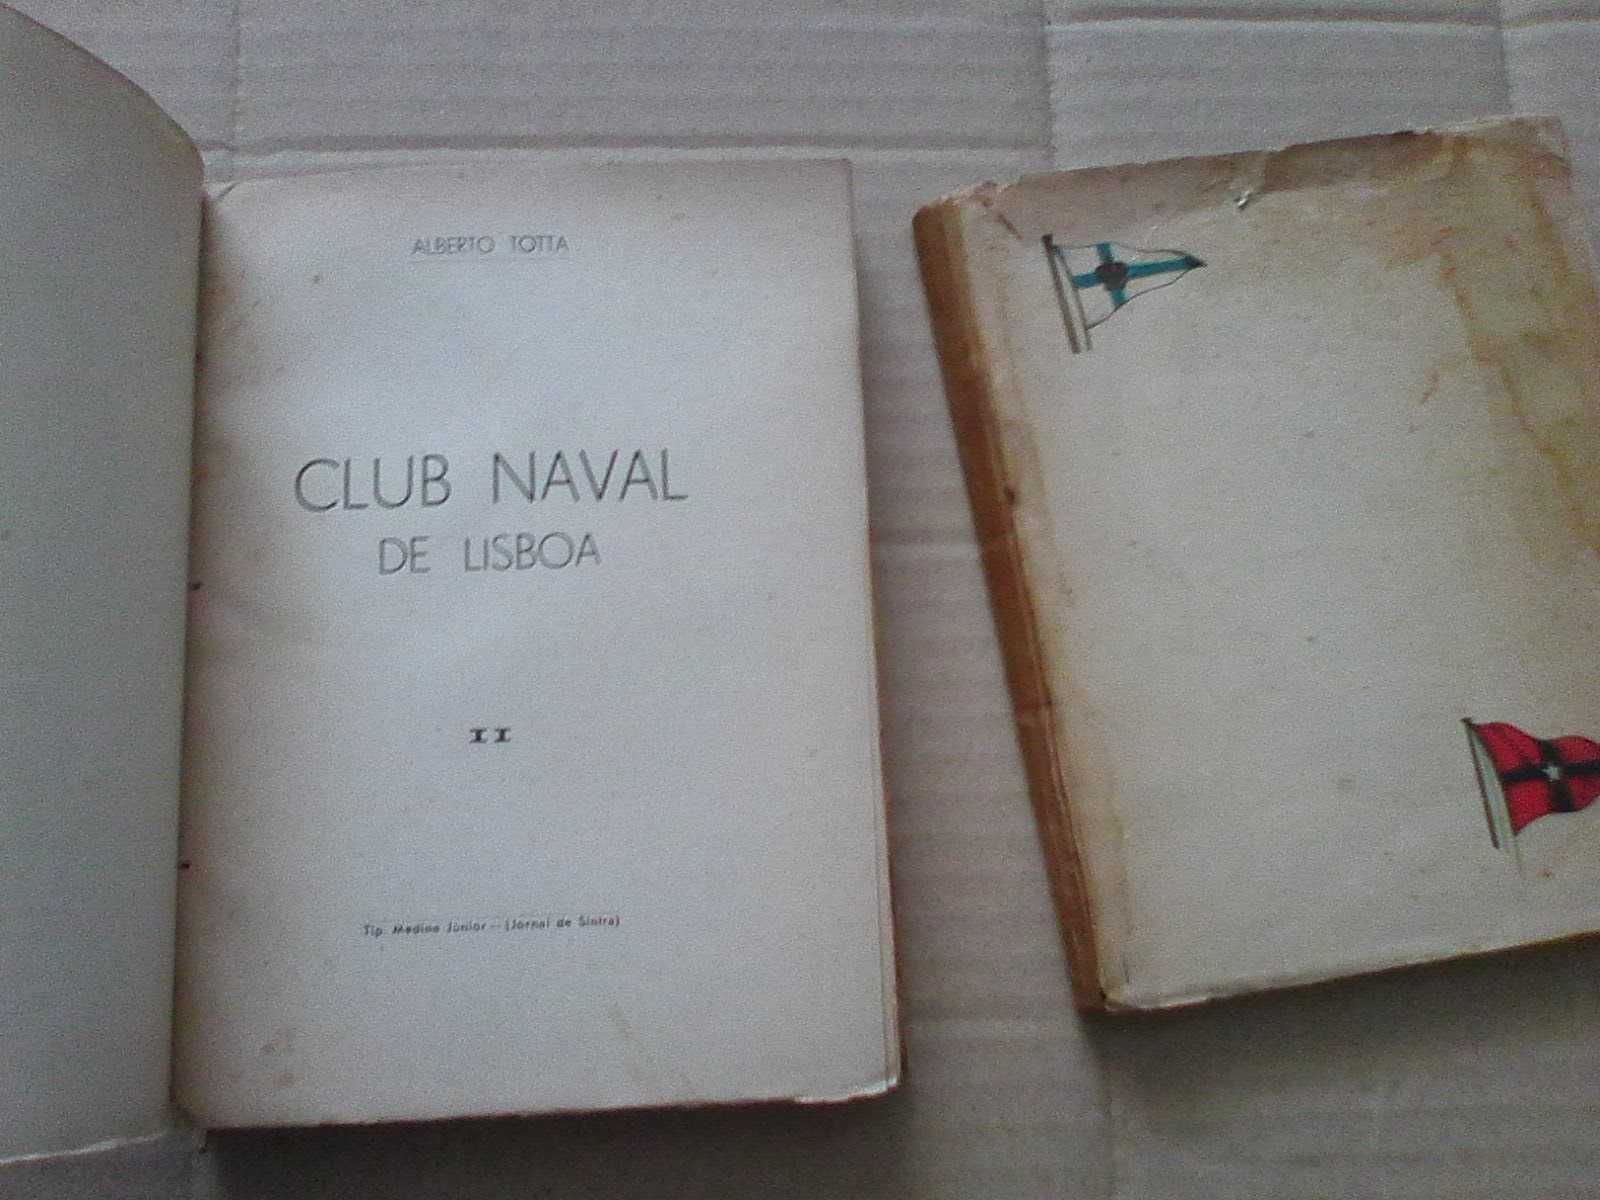 ALBERTO TOTTA
CLUB NAVAL
DE LISBOA
II
Tip. Medina Júnior — (Jornal de Sintra)